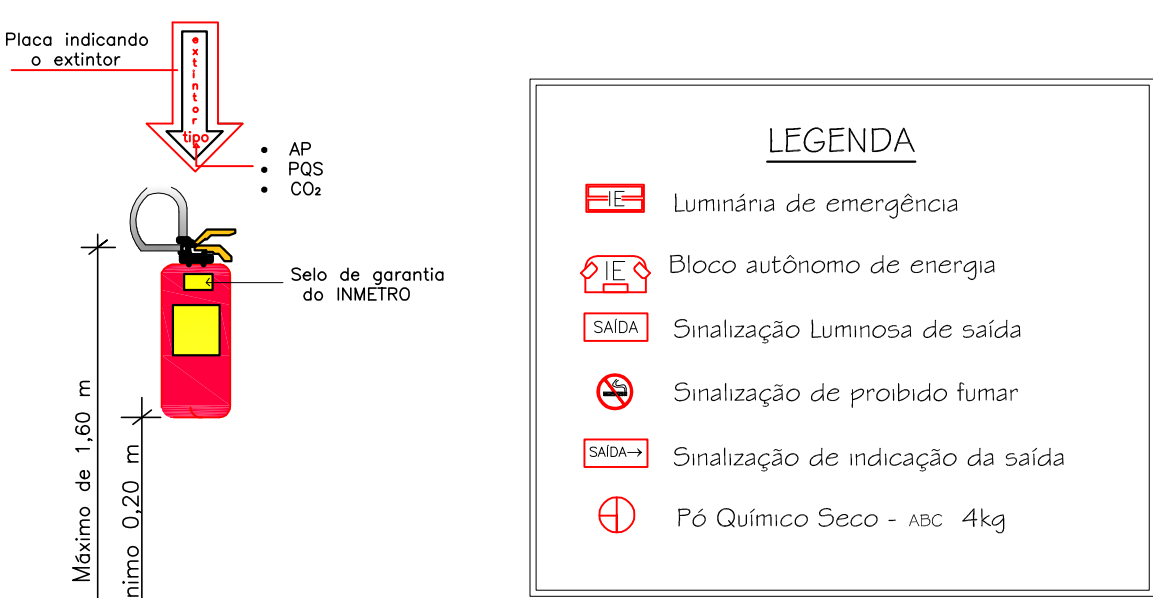 Placa indicando
o extintor
extintor
tipo
• AP
• PQS
• CO₂
Selo de garantia
do INMETRO
Máximo de 1,60 m
nimo 0,20 m
LEGENDA
IE Luminária de emergência
IE Bloco autônomo de energia
SAÍDA Sinalização Luminosa de saída
Sinalização de proibido fumar
SAÍDA→ Sinalização de indicação da saída
Pó Químico Seco - ABC 4kg